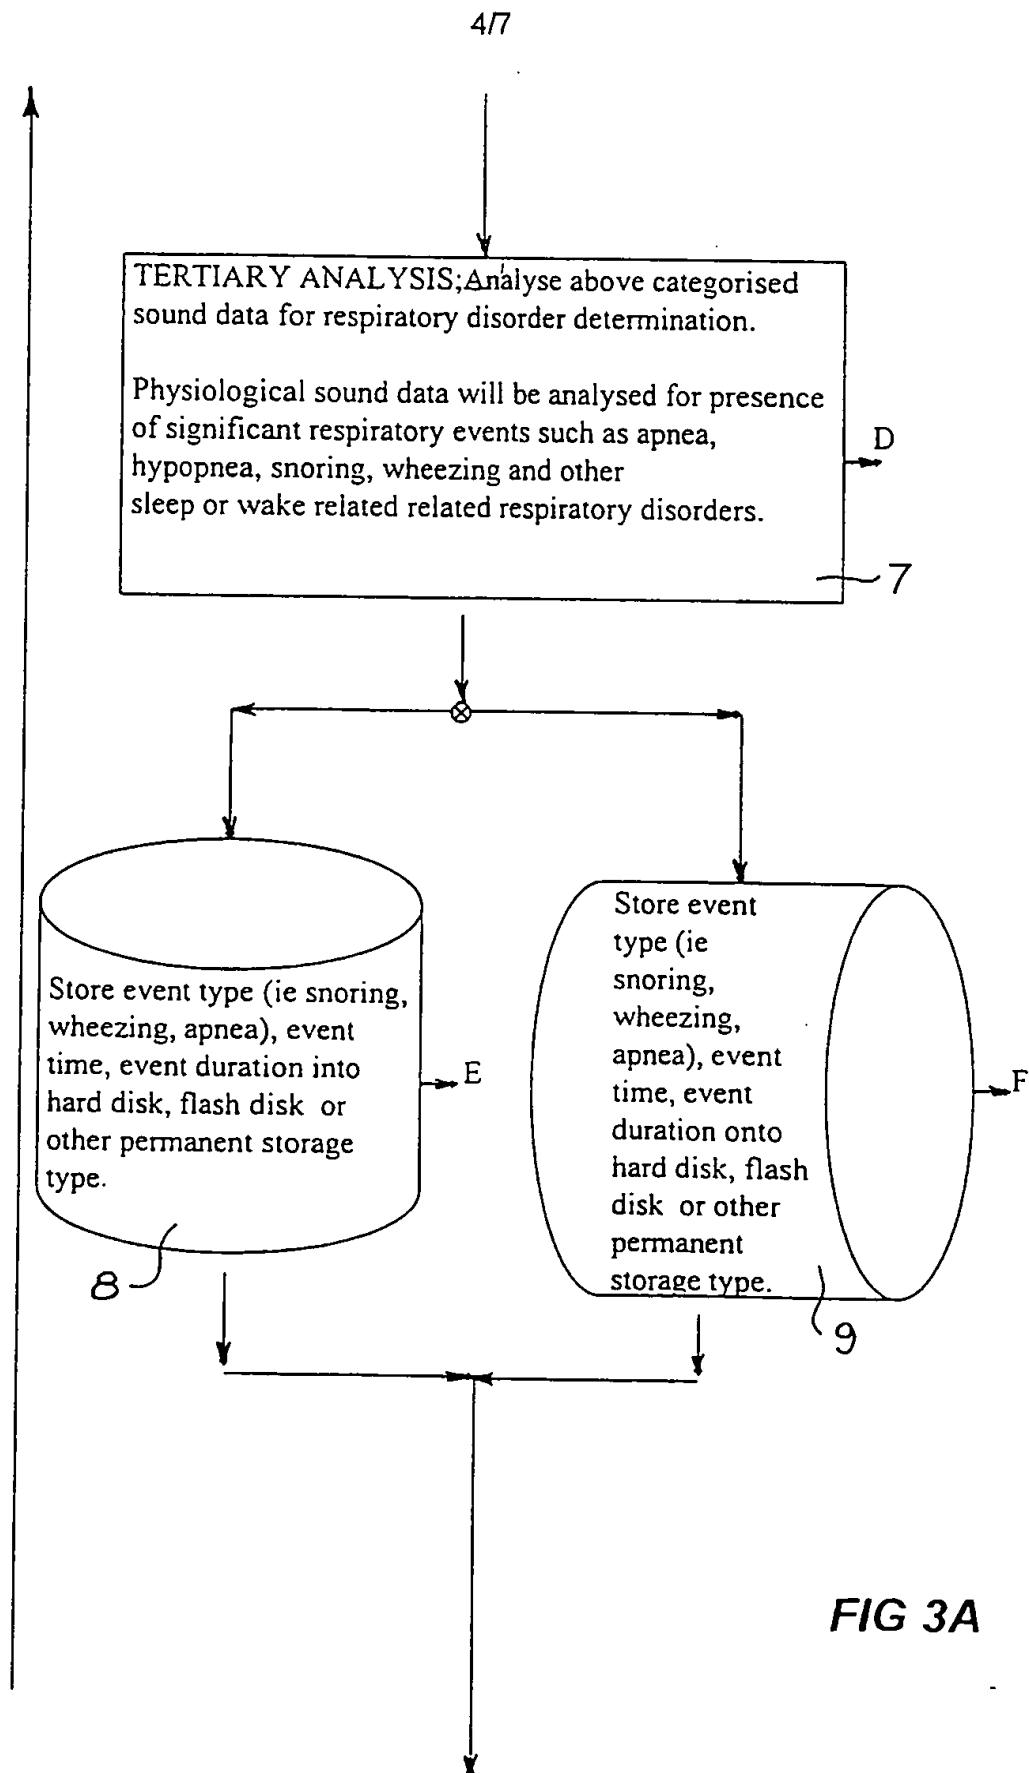 4/7
TERTIARY ANALYSIS;Analyse above categorised
sound data for respiratory disorder determination.
Physiological sound data will be analysed for presence
of significant respiratory events such as apnea,
hypopnea, snoring, wheezing and other
sleep or wake related related respiratory disorders.
D
7
Store event type (ie snoring,
wheezing, apnea), event
time, event duration into
hard disk, flash disk or
other permanent storage
type.
E
8
Store event
type (ie
snoring,
wheezing,
apnea), event
time, event
duration onto
hard disk, flash
disk or other
permanent
storage type.
F
9
FIG 3A